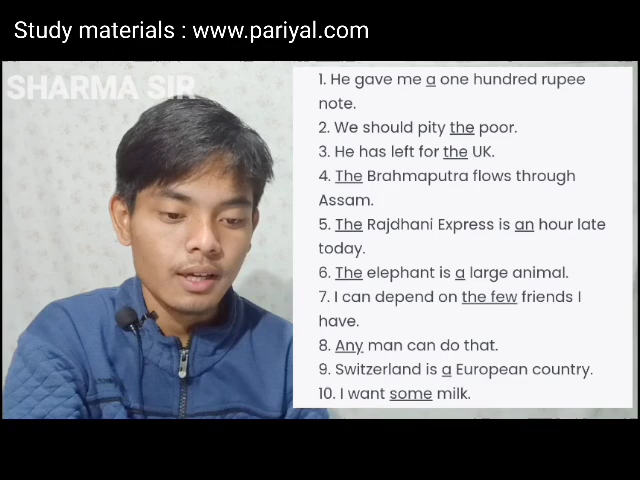 Study materials : www.pariyal.com
SHARMA SIR
1. He gave me a one hundred rupee
note.
2. We should pity the poor.
3. He has left for the UK.
4. The Brahmaputra flows through
Assam.
5. The Rajdhani Express is an hour late
today.
6. The elephant is a large animal.
7. I can depend on the few friends I
have.
8. Any man can do that.
9. Switzerland is a European country.
10. I want some milk.